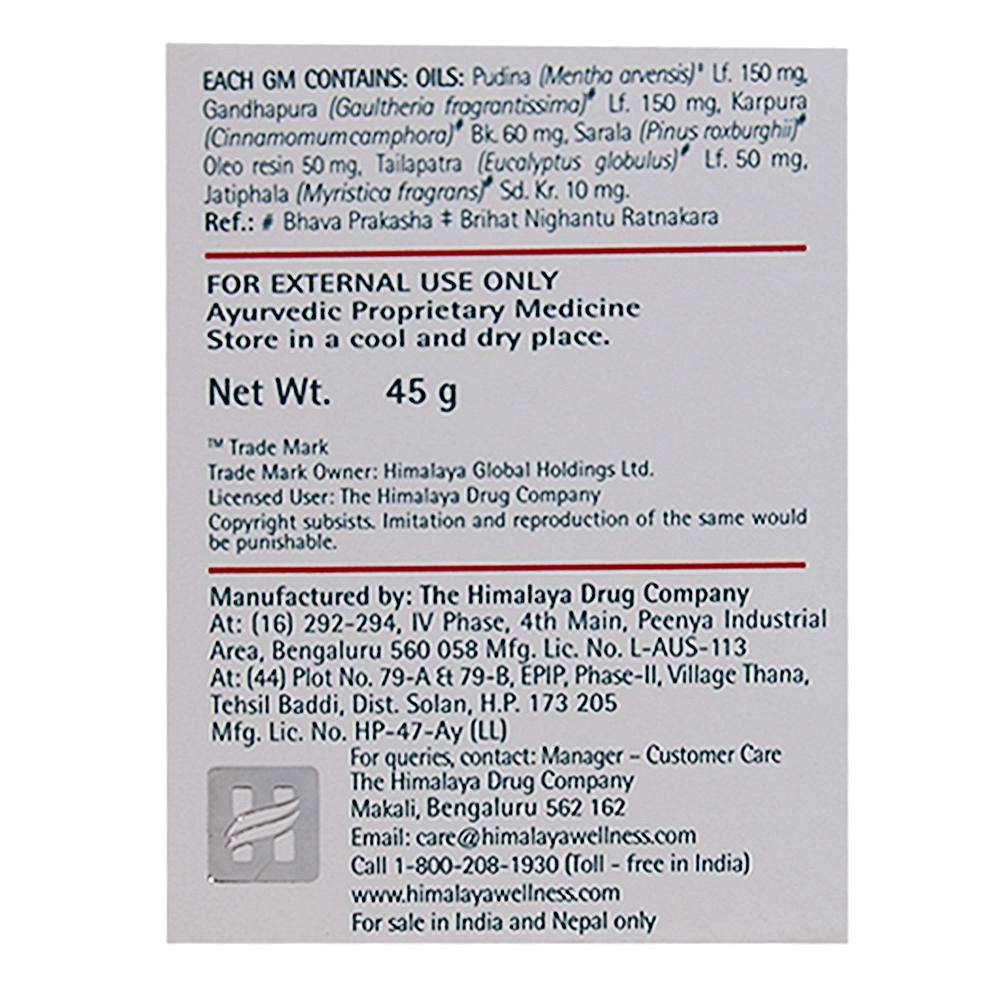 EACH GM CONTAINS: OILS: Pudina (Mentha arvensis)‡ Lf. 150 mg,
Gandhapura (Gaultheria fragrantissima)# Lf. 150 mg, Karpura
(Cinnamomum camphora)# Bk. 60 mg, Sarala (Pinus roxburghii)#
Oleo resin 50 mg, Tailapatra (Eucalyptus globulus)# Lf. 50 mg,
Jatiphala (Myristica fragrans)# Sd. Kr. 10 mg.
Ref.: # Bhava Prakasha ‡ Brihat Nighantu Ratnakara
FOR EXTERNAL USE ONLY
Ayurvedic Proprietary Medicine
Store in a cool and dry place.
Net Wt. 45 g
™ Trade Mark
Trade Mark Owner: Himalaya Global Holdings Ltd.
Licensed User: The Himalaya Drug Company
Copyright subsists. Imitation and reproduction of the same would
be punishable.
Manufactured by: The Himalaya Drug Company
At: (16) 292-294, IV Phase, 4th Main, Peenya Industrial
Area, Bengaluru 560 058 Mfg. Lic. No. L-AUS-113
At: (44) Plot No. 79-A & 79-B, EPIP, Phase-II, Village Thana,
Tehsil Baddi, Dist. Solan, H.P. 173 205
Mfg. Lic. No. HP-47-Ay (LL)
For queries, contact: Manager – Customer Care
The Himalaya Drug Company
Makali, Bengaluru 562 162
Email: care@himalayawellness.com
Call 1-800-208-1930 (Toll - free in India)
www.himalayawellness.com
For sale in India and Nepal only